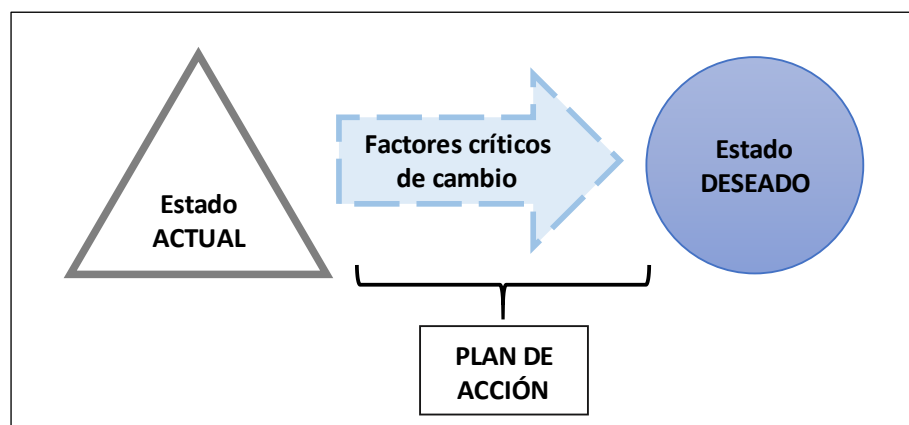 Estado
ACTUAL
Factores críticos
de cambio
Estado
DESEADO
PLAN DE
ACCIÓN